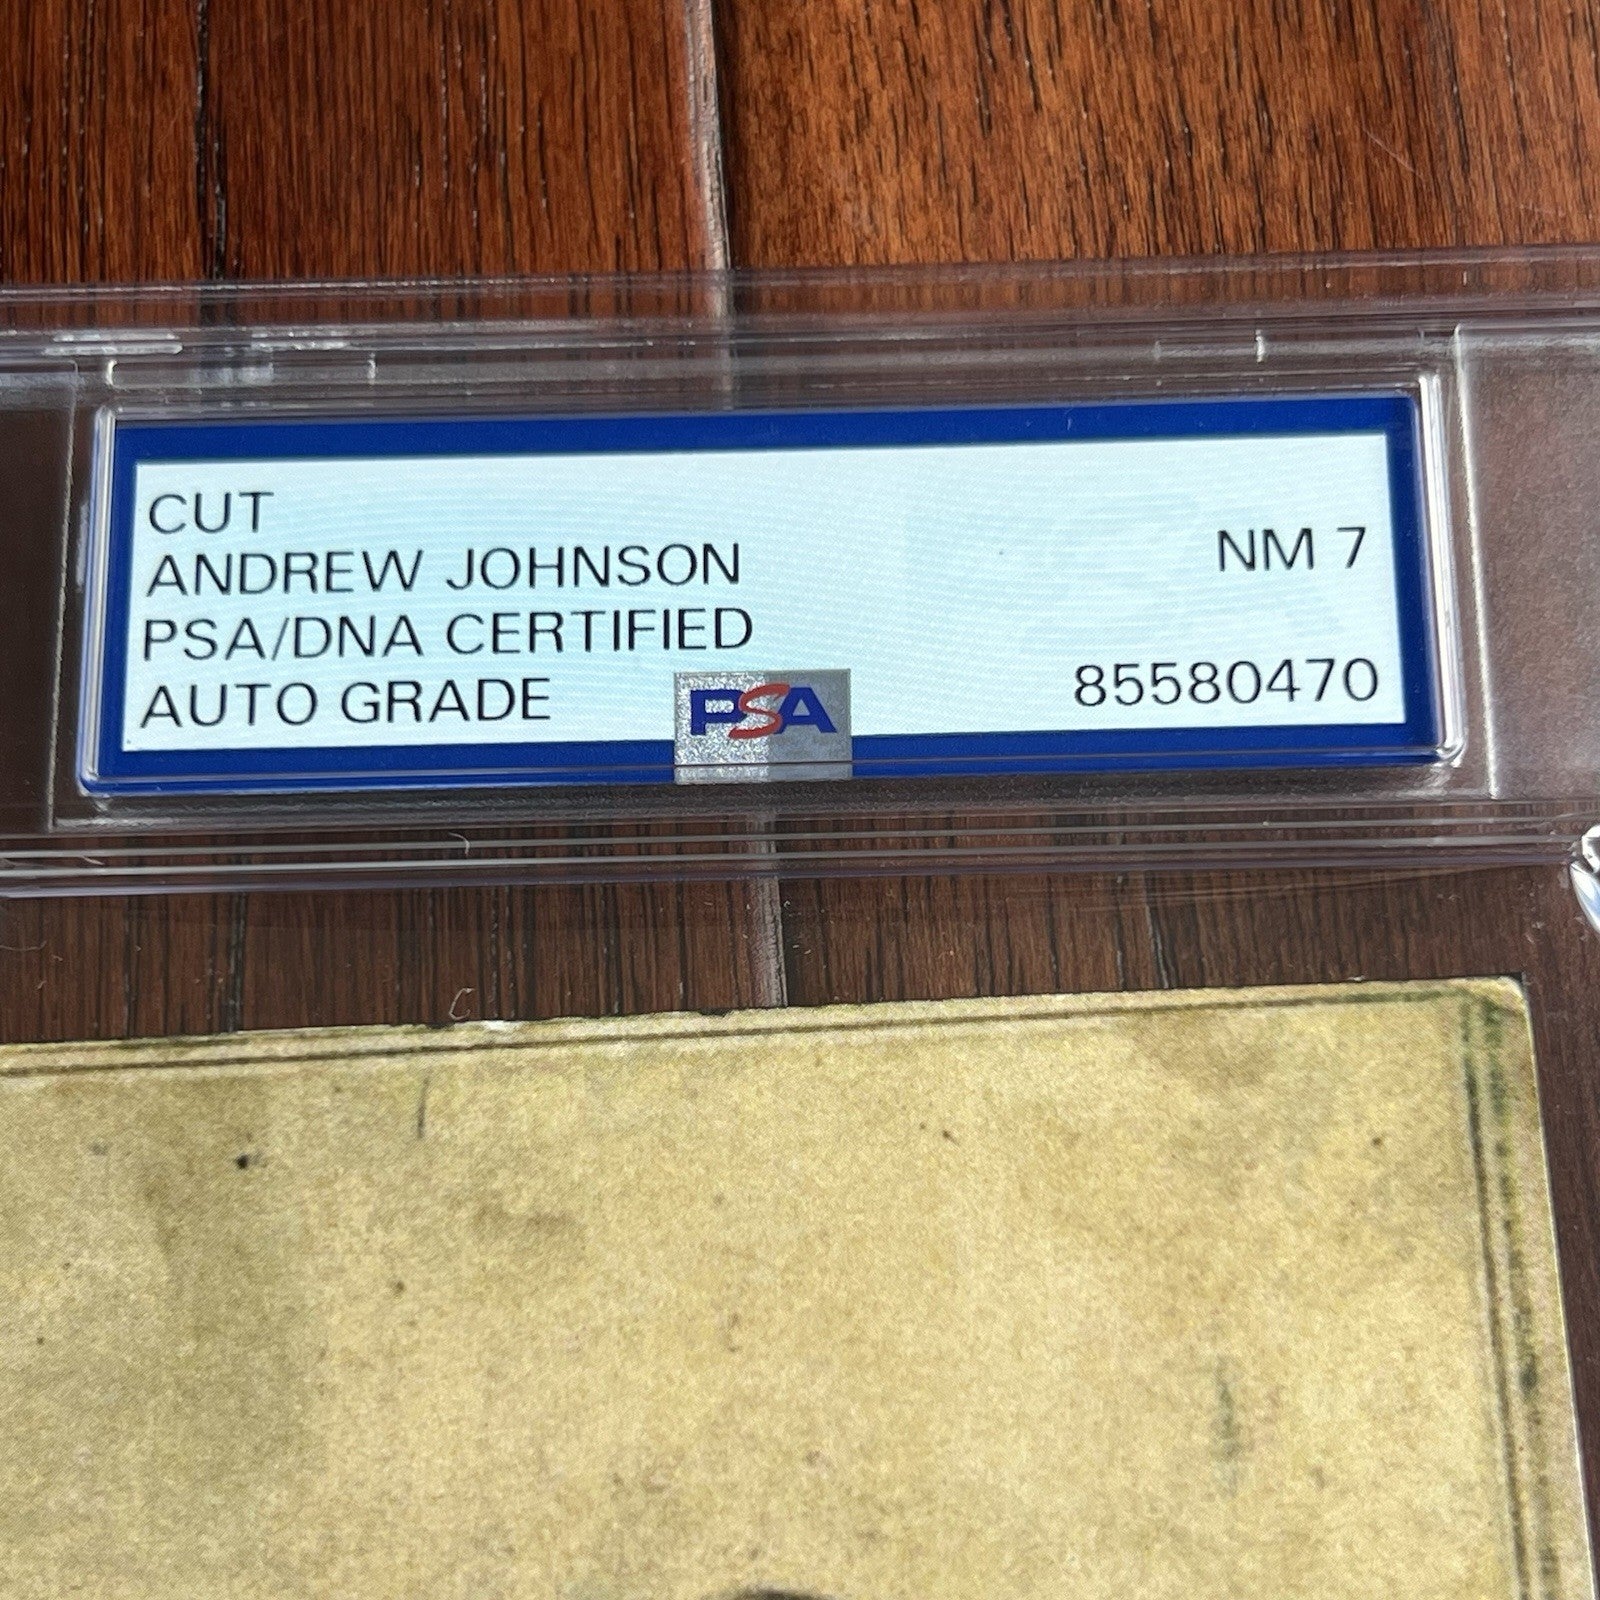 CUT
ANDREW JOHNSON
PSA/DNA CERTIFIED
AUTO GRADE
NM 7
85580470
PSA